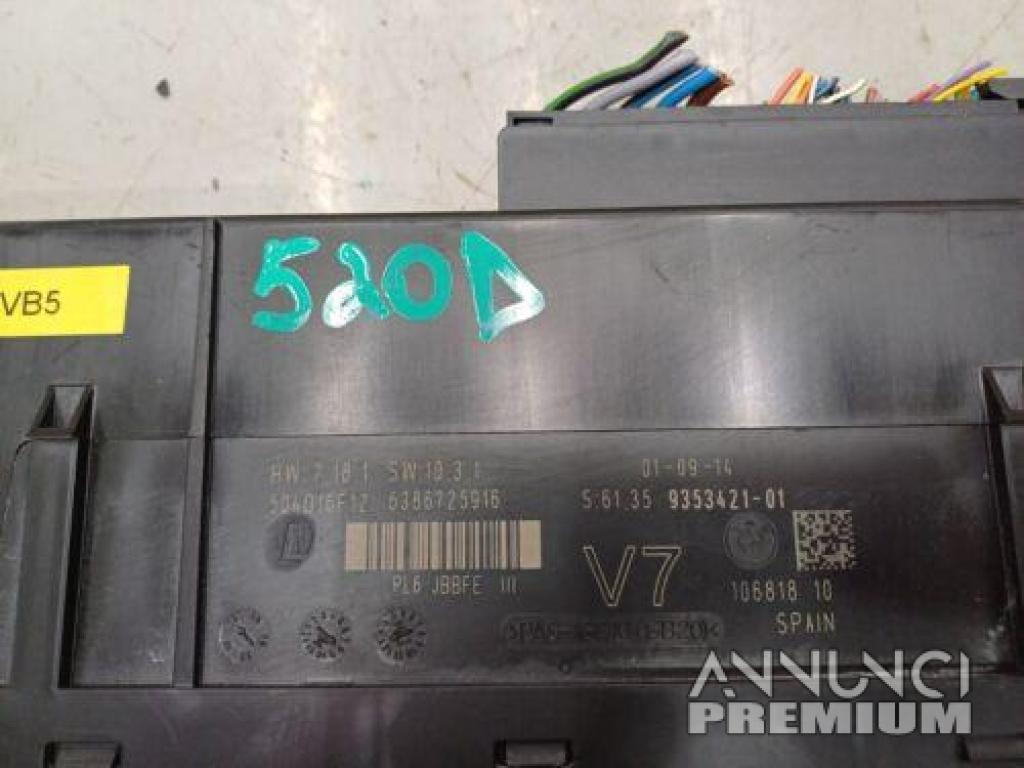 520D
VB5
HW 7.18.1 SW 10.3.1
01-09-14
504D16F12 6386725916
S:61.35 9353421-01
PL6 JBBFE III
V7
106818 10
SPAIN
ANNUNCI
PREMIUM